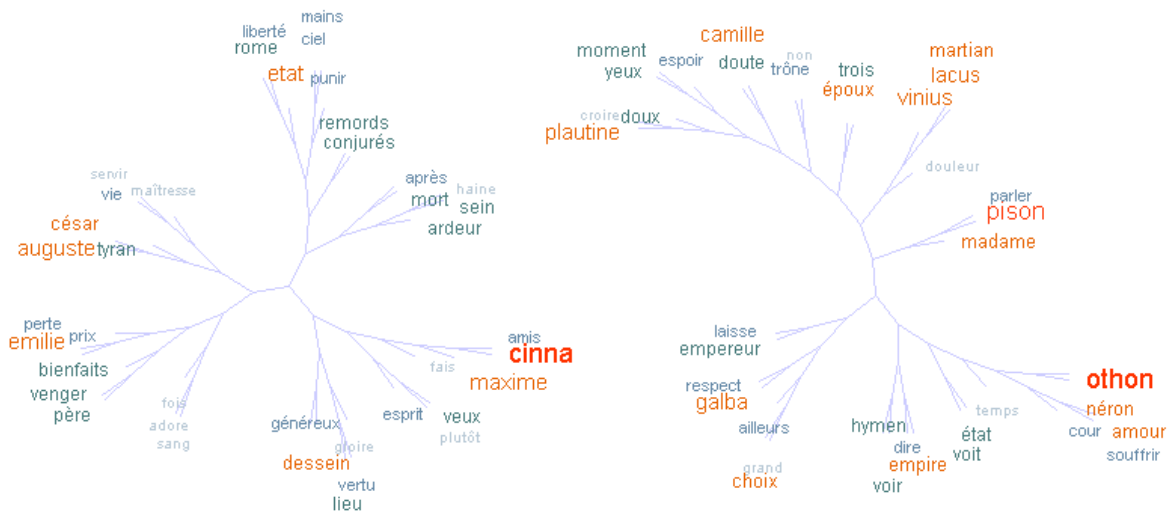 mains
liberté
ciel
rome
etat
punir
remords
conjurés
servir
vie
maîtresse
après
haine
mort
sein
ardeur
césar
auguste
tyran
perte
prix
emilie
bienfaits
venger
père
fois
adore
sang
amis
cinna
fais
maxime
esprit
veux
plutôt
généreux
gloire
dessein
vertu
lieu
camille
moment
yeux
espoir
doute
non
trône
trois
époux
martian
lacus
vinius
croire
doux
plautine
douleur
parler
pison
madame
laisse
empereur
respect
galba
ailleurs
grand
choix
hymen
dire
empire
voir
temps
état
voit
othon
néron
cour
amour
souffrir